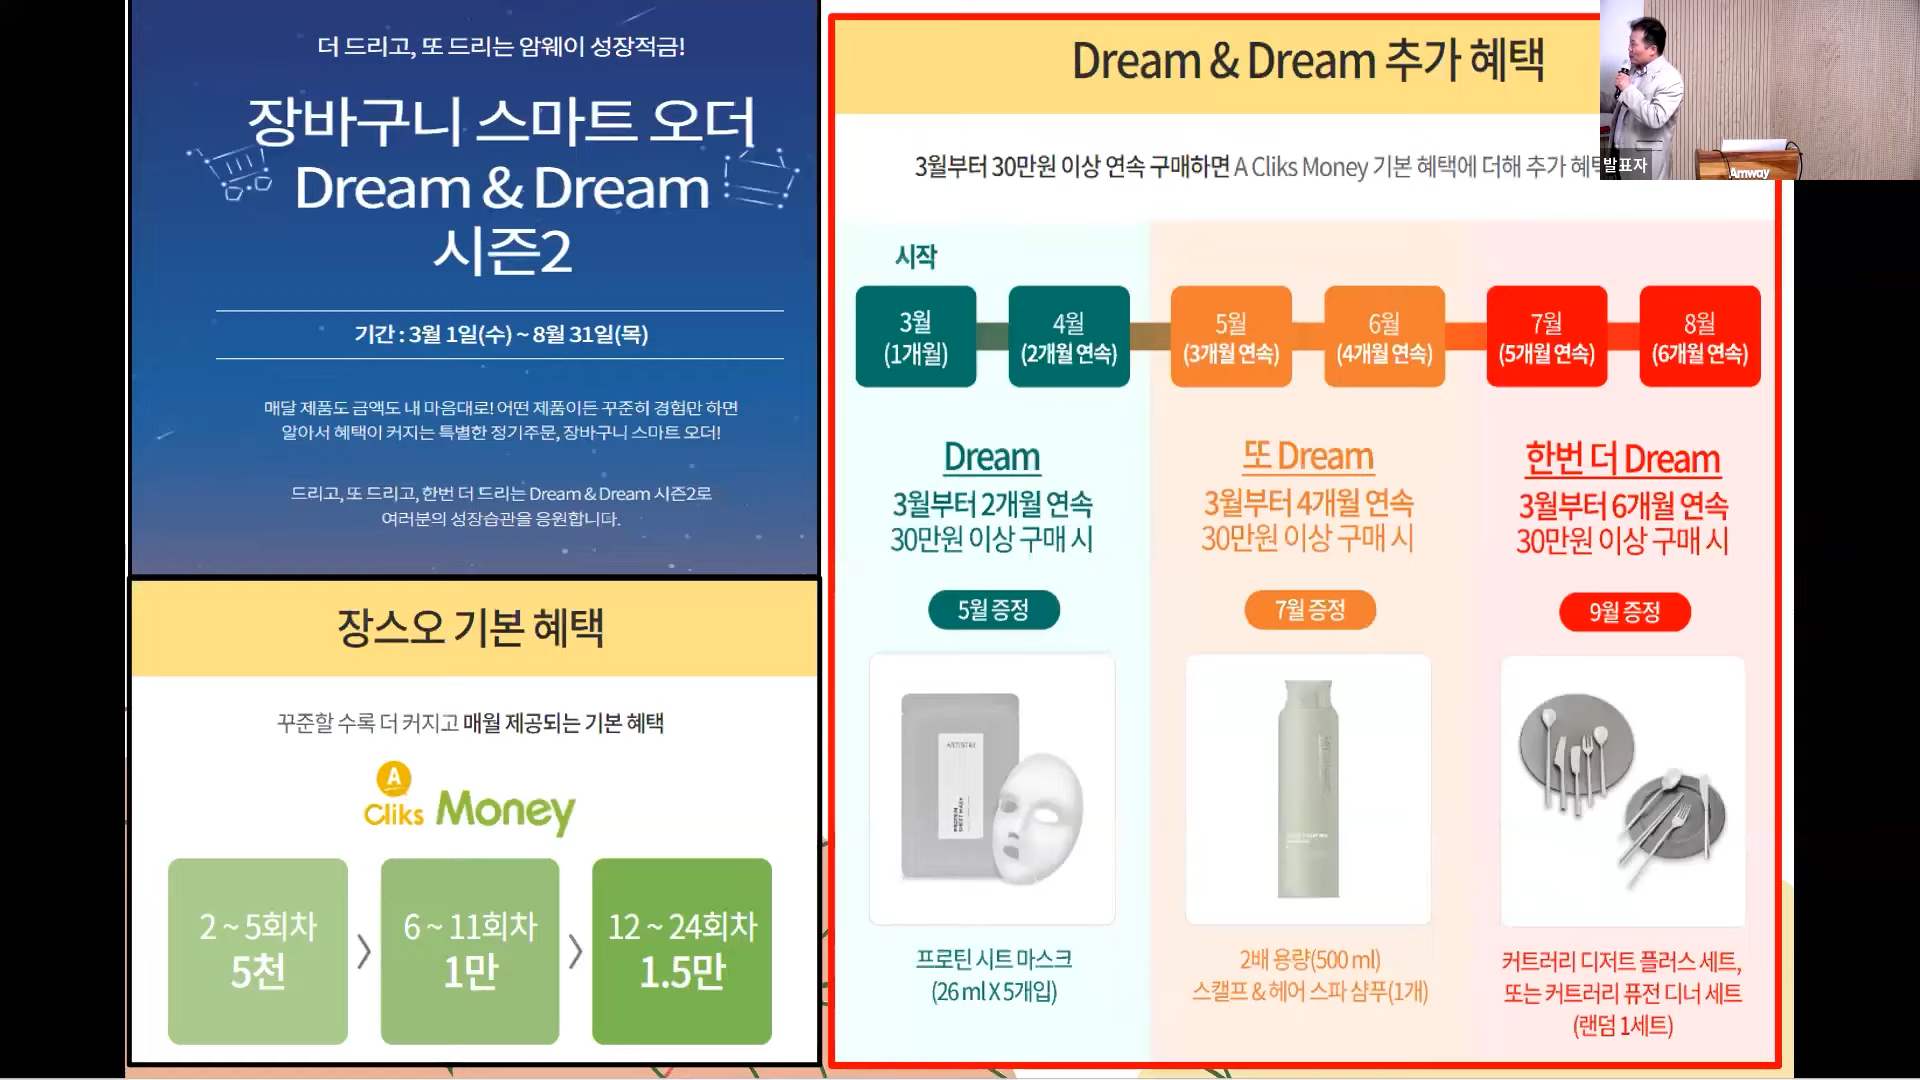 더 드리고, 또 드리는 암웨이 성장적금!
장바구니 스마트 오더
Dream & Dream
시즌2
기간 : 3월 1일(수) ~ 8월 31일(목)
매달 제품도 금액도 내 마음대로! 어떤 제품이든 꾸준히 경험만 하면
알아서 혜택이 커지는 특별한 정기주문, 장바구니 스마트 오더!
드리고, 또 드리고, 한번 더 드리는 Dream & Dream 시즌2로
여러분의 성장습관을 응원합니다.
장스오 기본 혜택
꾸준할 수록 더 커지고 매월 제공되는 기본 혜택
A
Cliks Money
2 ~ 5회차
5천
6 ~ 11회차
1만
12 ~ 24회차
1.5만
Dream & Dream 추가 혜택
3월부터 30만원 이상 연속 구매하면 A Cliks Money 기본 혜택에 더해 추가
시작
3월
(1개월)
4월
(2개월 연속)
5월
(3개월 연속)
6월
(4개월 연속)
7월
(5개월 연속)
8월
(6개월 연속)
Dream
3월부터 2개월 연속
30만원 이상 구매 시
5월 증정
ARTISTRY
프로틴 시트 마스크
(26 ml X 5개입)
또 Dream
3월부터 4개월 연속
30만원 이상 구매 시
7월 증정
2배 용량(500 ml)
스캘프 & 헤어 스파 샴푸(1개)
한번 더 Dream
3월부터 6개월 연속
30만원 이상 구매 시
9월 증정
커트러리 디저트 플러스 세트,
또는 커트러리 퓨전 디너 세트
(랜덤 1세트)
발표자
Amway